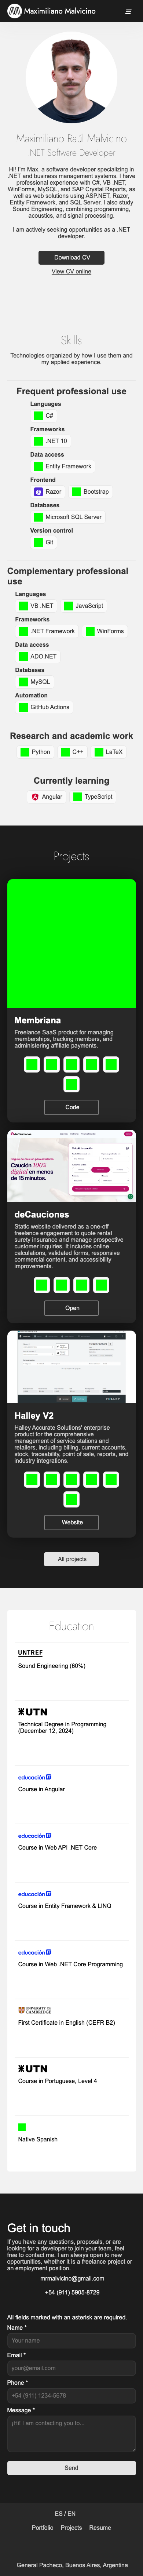 Maximiliano Malvicino
Maximiliano Raúl Malvicino
.NET Software Developer
Hi! I'm Max, a software developer specializing in
.NET and business management systems. I have
professional experience with C#, VB .NET,
WinForms, MySQL, and SAP Crystal Reports, as
well as web solutions using ASP.NET, Razor,
Entity Framework, and SQL Server. I also study
Sound Engineering, combining programming,
acoustics, and signal processing.
I am actively seeking opportunities as a .NET
developer.
Download CV
View CV online
Skills
Technologies organized by how I use them and
my applied experience.
Frequent professional use
Languages
C#
Frameworks
.NET 10
Data access
Entity Framework
Frontend
Razor
Bootstrap
Databases
Microsoft SQL Server
Version control
Git
Complementary professional
use
Languages
VB .NET
JavaScript
Frameworks
.NET Framework
WinForms
Data access
ADO.NET
Databases
MySQL
Automation
GitHub Actions
Research and academic work
Python
C++
LaTeX
Currently learning
Angular
TypeScript
Projects
Membriana
Freelance SaaS product for managing
memberships, tracking members, and
administering affiliate payments.
Code
deCauciones
Caución
100% digital
en menos de
deCauciones
Static website delivered as a one-off
freelance engagement to quote rental
surety insurance and manage prospective
customer inquiries. It includes online
calculations, validated forms, responsive
commercial content, and accessibility
improvements.
Open
Halley V2
Halley Accurate Solutions' enterprise
product for the comprehensive
management of service stations and
retailers, including billing, current accounts,
stock, traceability, point of sale, reports, and
industry integrations.
Website
All projects
Education
UNTREF
Sound Engineering (60%)
UTN
Technical Degree in Programming
(December 12, 2024)
educación IT
Course in Angular
educación IT
Course in Web API .NET Core
educación IT
Course in Entity Framework & LINQ
educación IT
Course in Web .NET Core Programming
UNIVERSITY OF
CAMBRIDGE
First Certificate in English (CEFR B2)
UTN
Course in Portuguese, Level 4
Native Spanish
Get in touch
If you have any questions, proposals, or are
looking for a developer to join your team, feel
free to contact me. I am always open to new
opportunities, whether it is a freelance project or
an employment position.
mrmalvicino@gmail.com
+54 (911) 5905-8729
All fields marked with an asterisk are required.
Name *
Your name
Email *
your@email.com
Phone *
+54 (911) 1234-5678
Message *
¡Hi! I am contacting you to...
Send
ES / EN
Portfolio Projects Resume
General Pacheco, Buenos Aires, Argentina